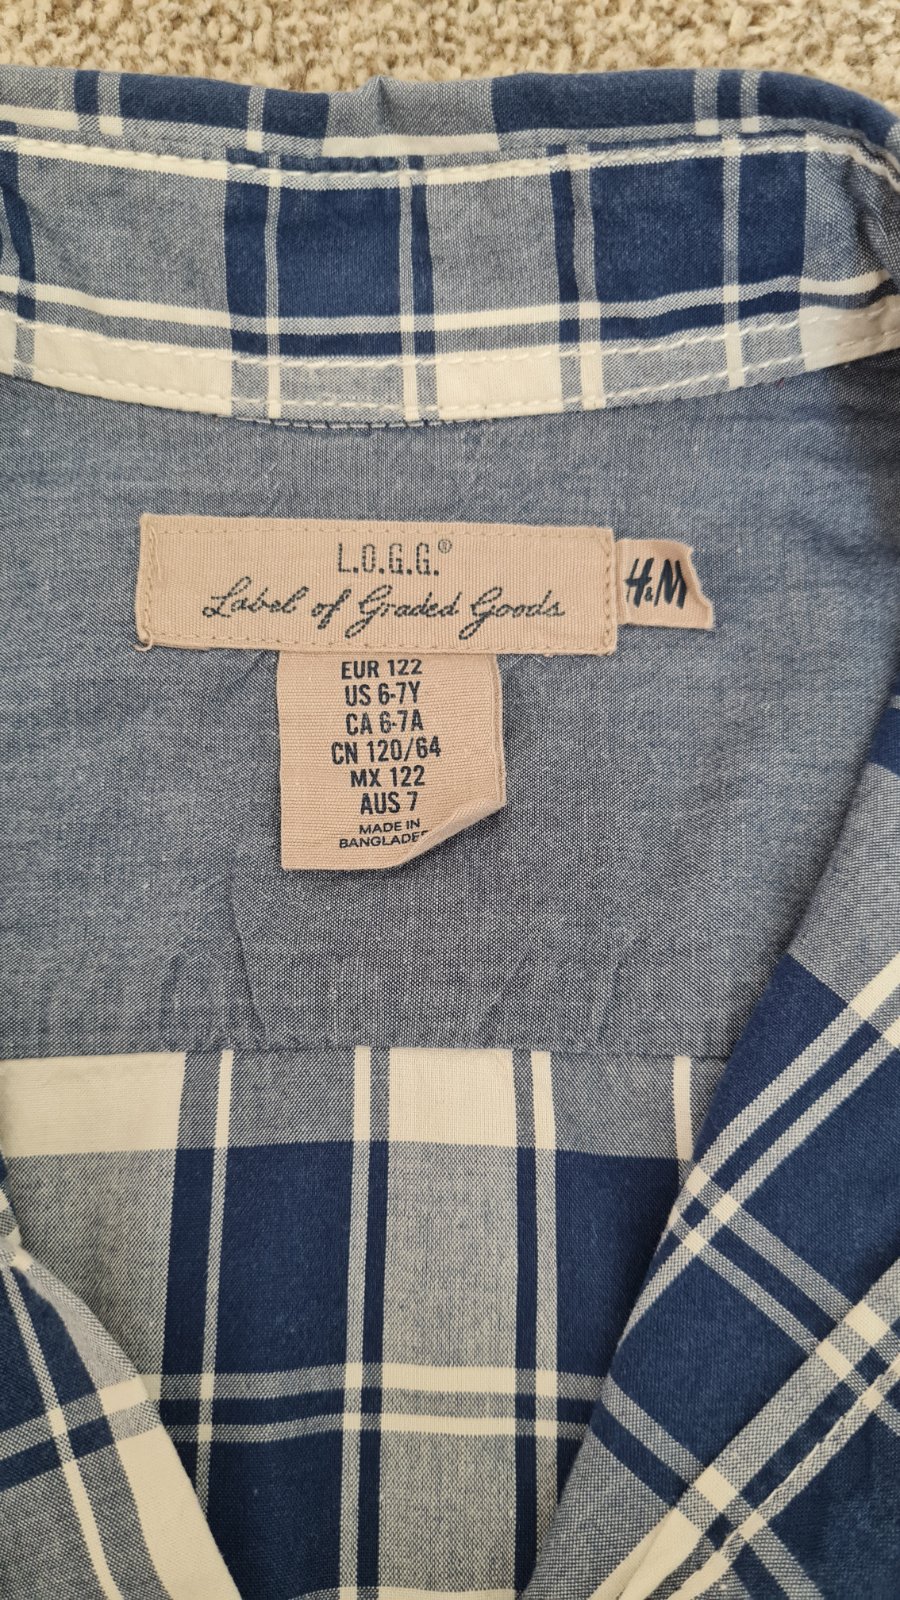 L.O.G.G.®
Label of Graded Goods
H&M
EUR 122
US 6-7Y
CA 6-7A
CN 120/64
MX 122
AUS 7
MADE IN